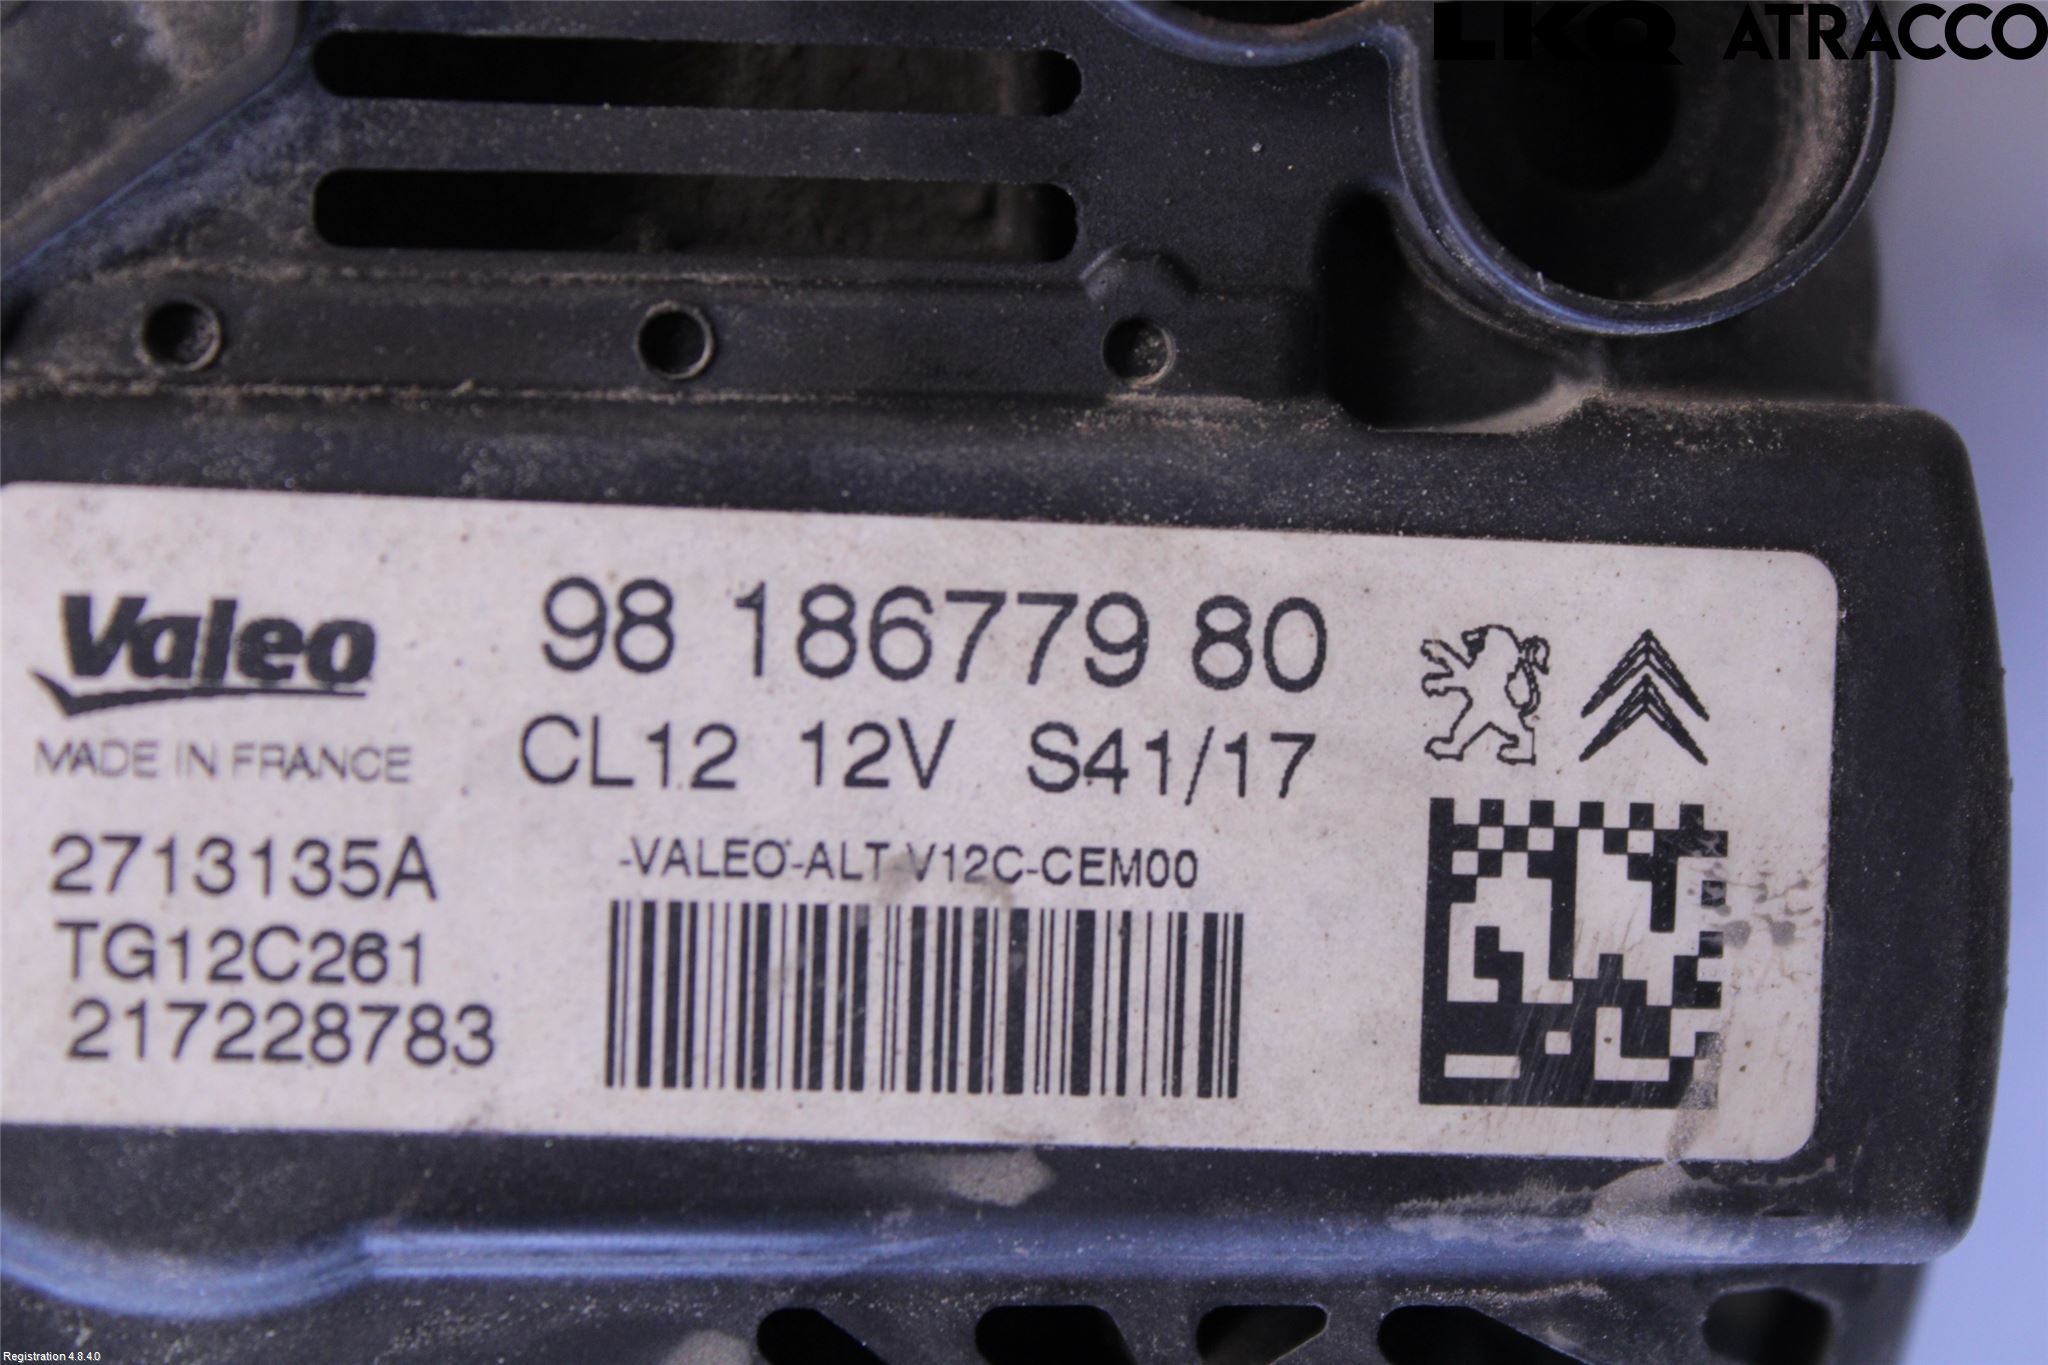 LKQ ATRACCO
Valeo
MADE IN FRANCE
98 186779 80
CL12 12V S41/17
2713135A
TG12C261
217228783
-VALEO-ALT V12C-CEM00
Registration 4.8.4.0